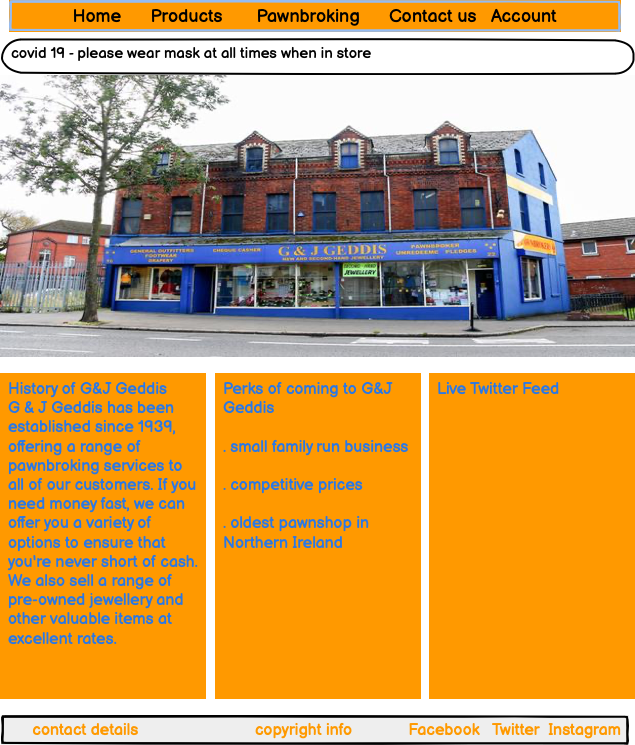 Home Products Pawnbroking Contact us Account
covid 19 - please wear mask at all times when in store
GENERAL OUTFITTERS
FOOTWEAR
DRAPERY
CHEQUE CASHER
G & J GEDDIS
NEW AND SECOND-HAND JEWELLERY
PAWNBROKER
UNREDEEMED PLEDGES
22
JEWELLERY
History of G&J Geddis
G & J Geddis has been
established since 1939,
offering a range of
pawnbroking services to
all of our customers. If you
need money fast, we can
offer you a variety of
options to ensure that
you're never short of cash.
We also sell a range of
pre-owned jewellery and
other valuable items at
excellent rates.
Perks of coming to G&J
Geddis
. small family run business
. competitive prices
. oldest pawnshop in
Northern Ireland
Live Twitter Feed
contact details copyright info Facebook Twitter Instagram